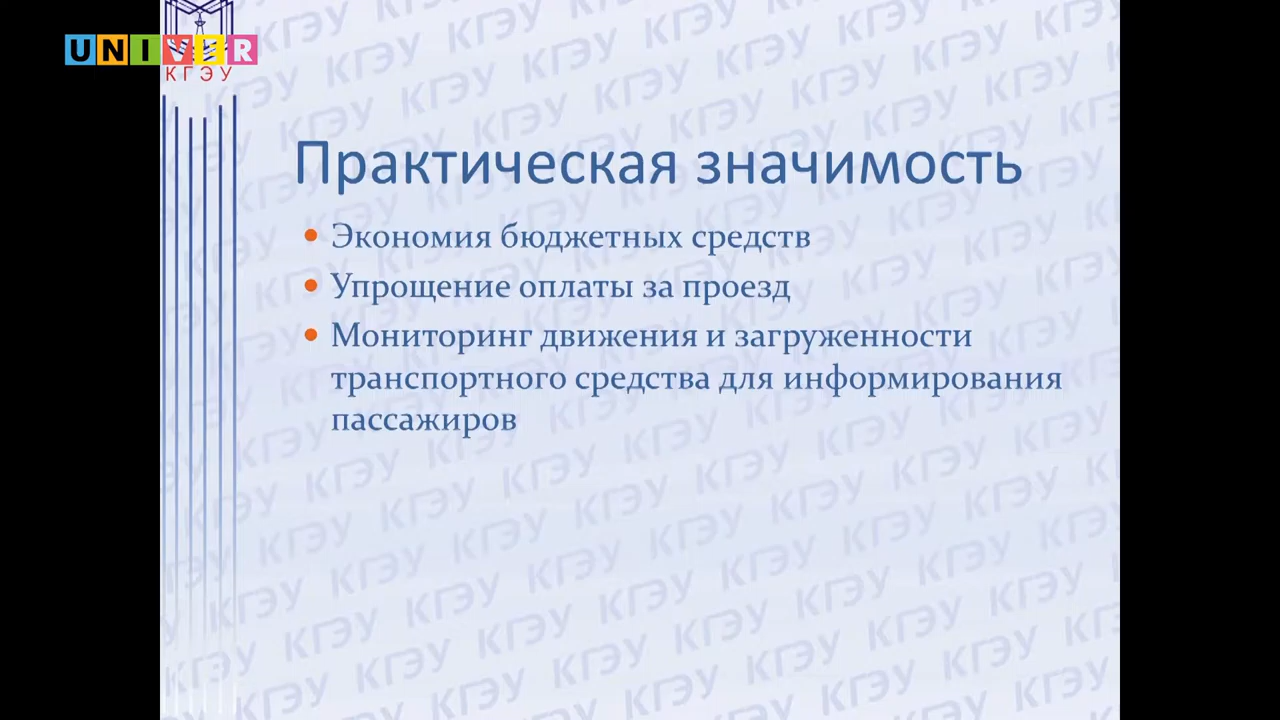 UNIVER
КГЭУ
Практическая значимость
Экономия бюджетных средств
Упрощение оплаты за проезд
Мониторинг движения и загруженности
транспортного средства для информирования
пассажиров